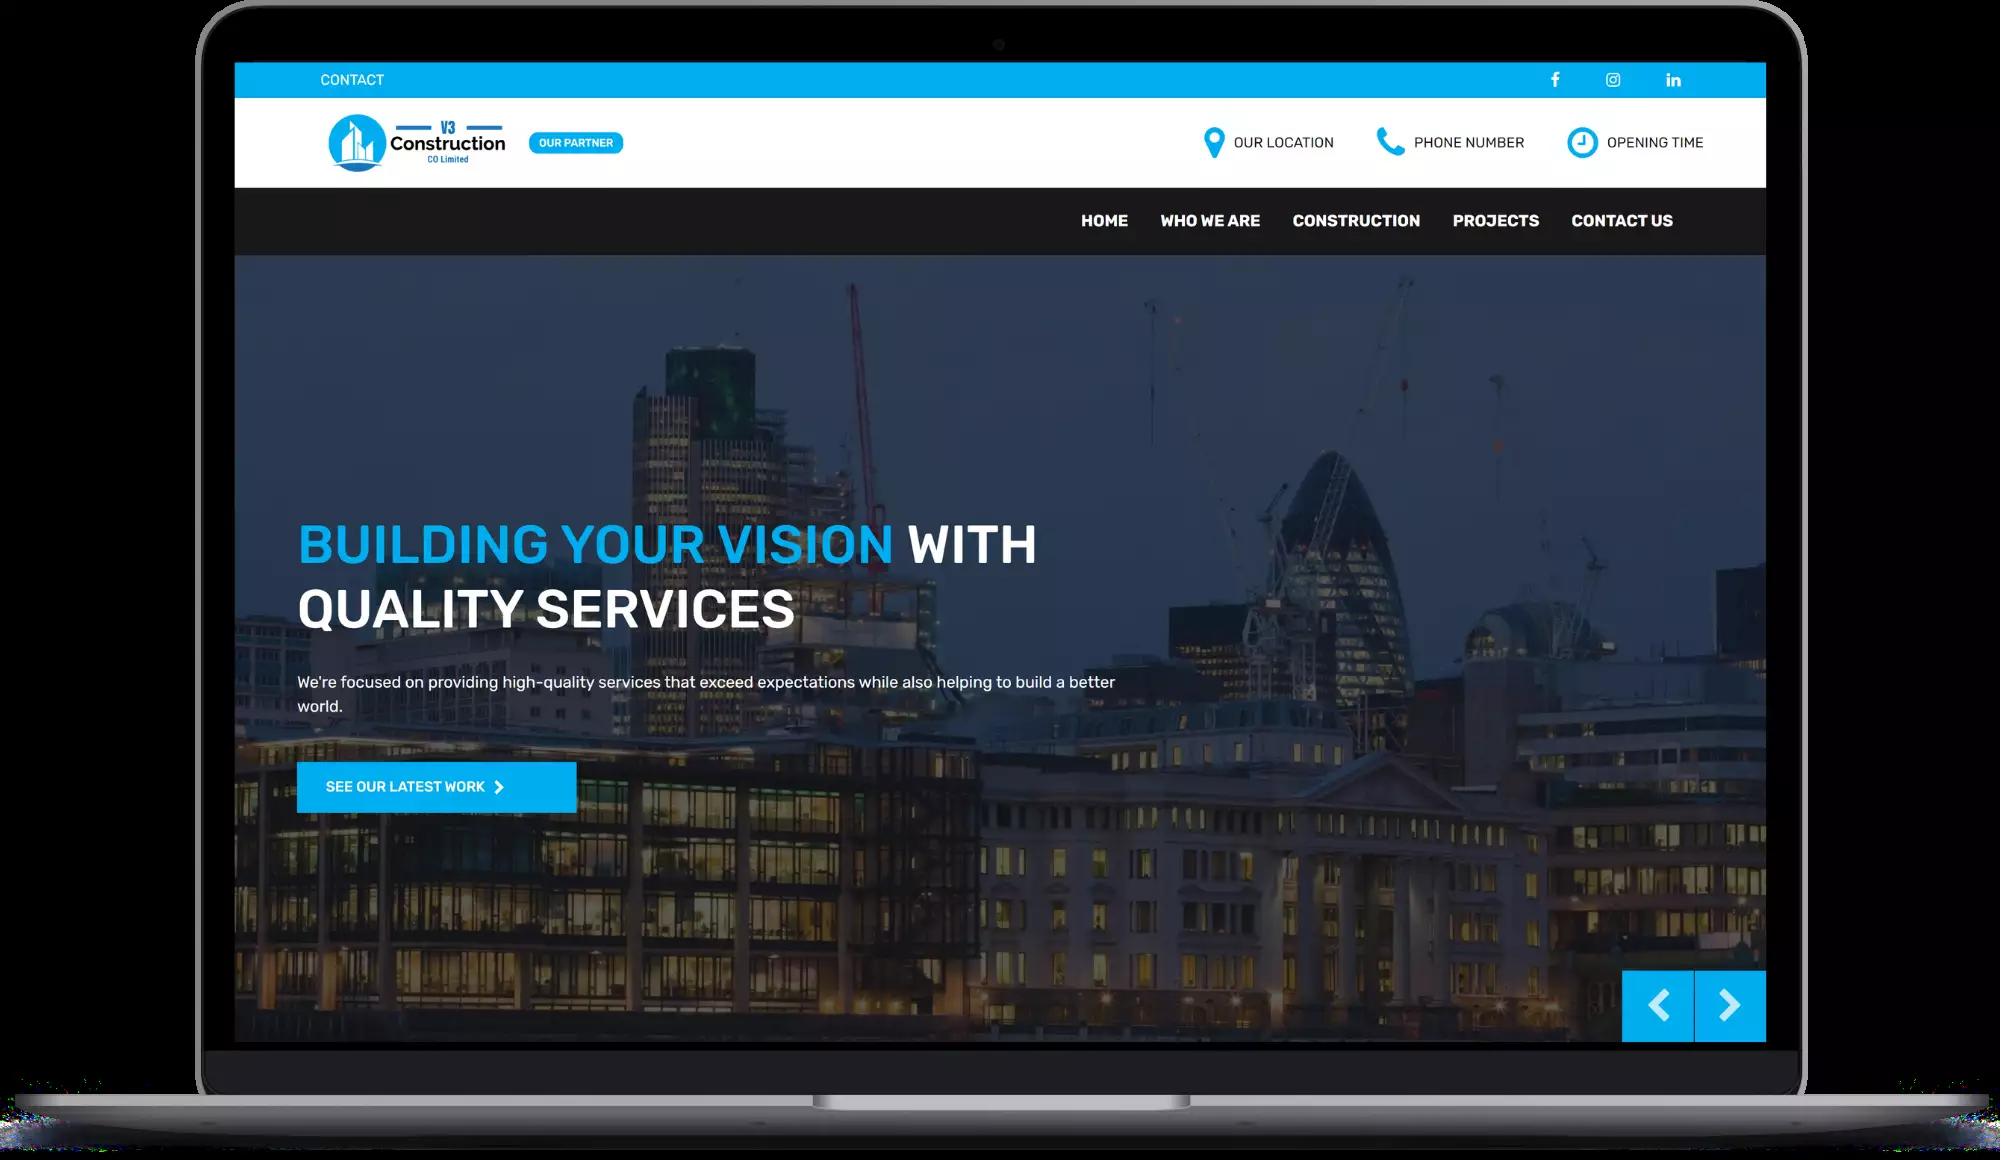 CONTACT
V3
Construction
CO Limited
OUR PARTNER
OUR LOCATION
PHONE NUMBER
OPENING TIME
HOME
WHO WE ARE
CONSTRUCTION
PROJECTS
CONTACT US
BUILDING YOUR VISION WITH
QUALITY SERVICES
We're focused on providing high-quality services that exceed expectations while also helping to build a better
world.
SEE OUR LATEST WORK